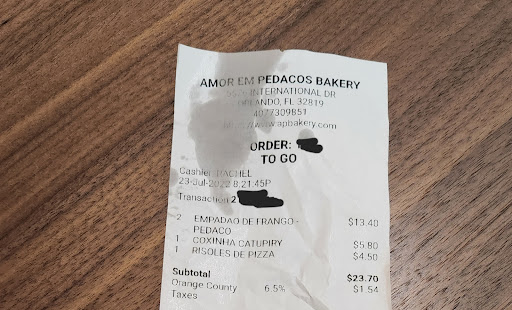 AMOR EM PEDACOS BAKERY
INTERNATIONAL DR
ORLANDO, FL 32819
4077309851
ORDER:
TO GO
Cashier: RACHEL
23-Jul-2022 8:21:45P
Transaction 2
2 EMPADAO DE FRANGO - $13.40
PEDACO
1 COXINHA CATUPIRY $5.80
1 RISOLES DE PIZZA $4.50
Subtotal $23.70
Orange County 6.5% $1.54
Taxes